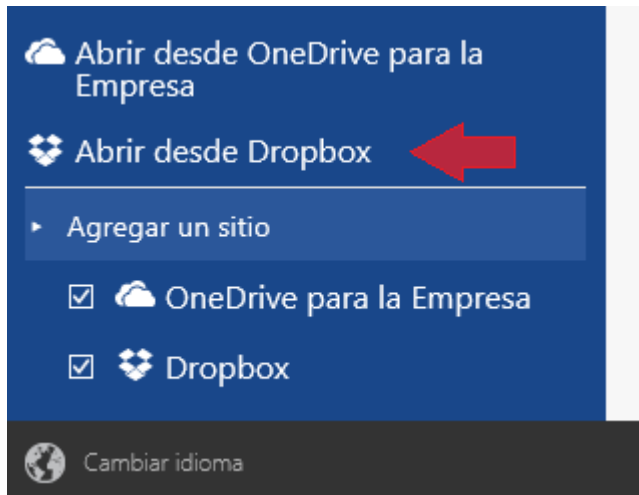 Abrir desde OneDrive para la
Empresa
Abrir desde Dropbox
Agregar un sitio
OneDrive para la Empresa
Dropbox
Cambiar idioma